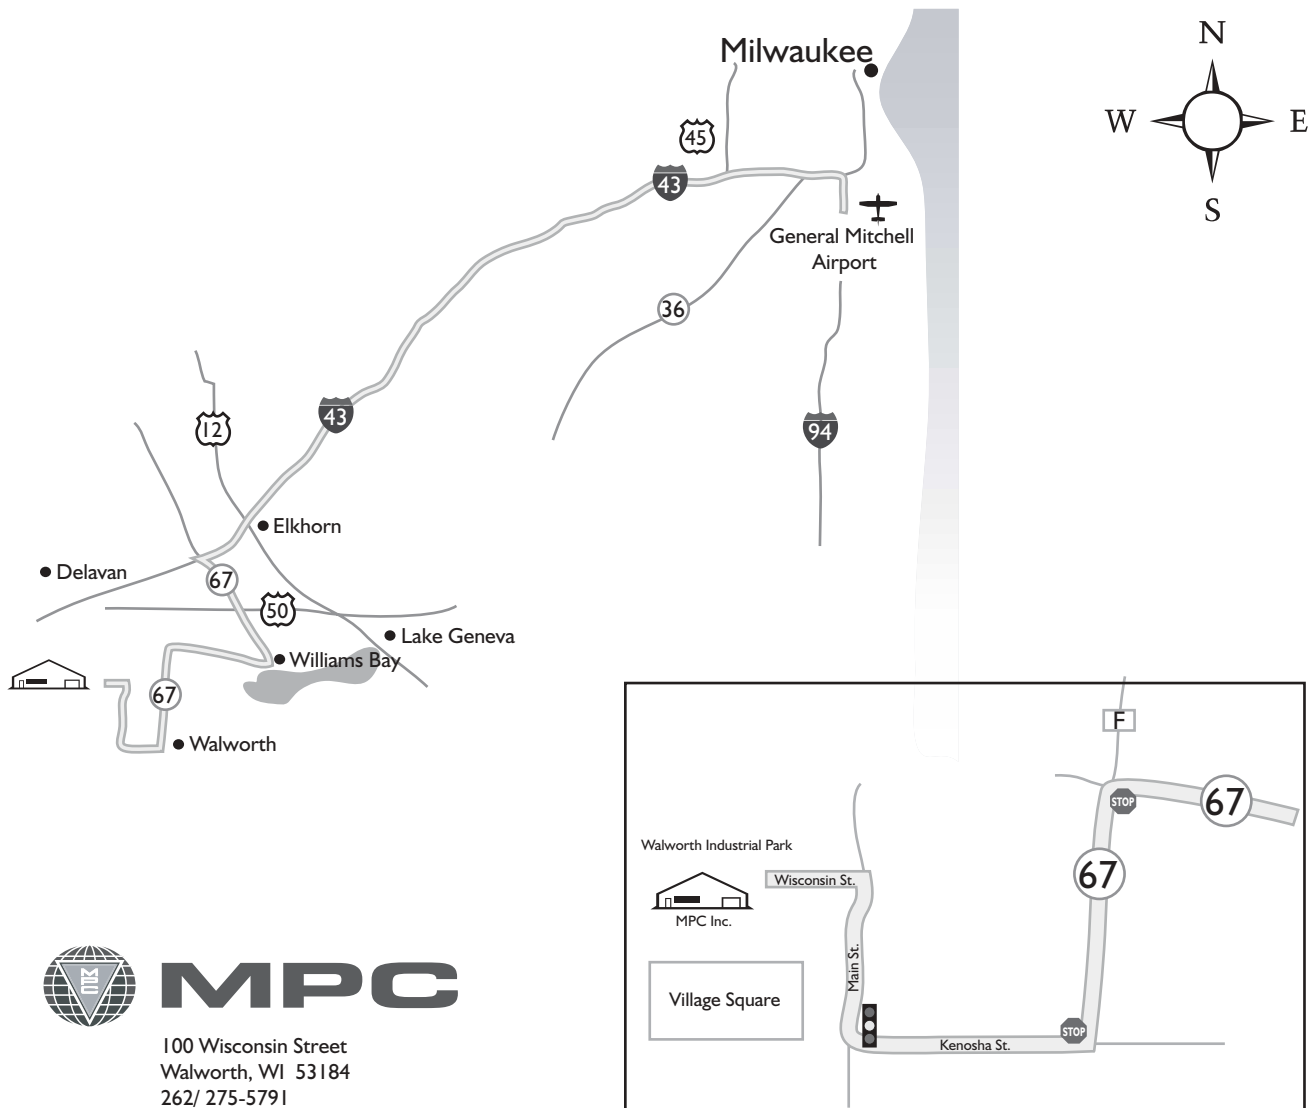 Milwaukee
N
W
E
S
45
43
General Mitchell
Airport
36
43
12
94
Elkhorn
Delavan
67
50
Lake Geneva
Williams Bay
67
Walworth
F
STOP
67
Walworth Industrial Park
67
Wisconsin St.
MPC Inc.
Main St.
Village Square
STOP
Kenosha St.
MPC
MPC
100 Wisconsin Street
Walworth, WI 53184
262/ 275-5791